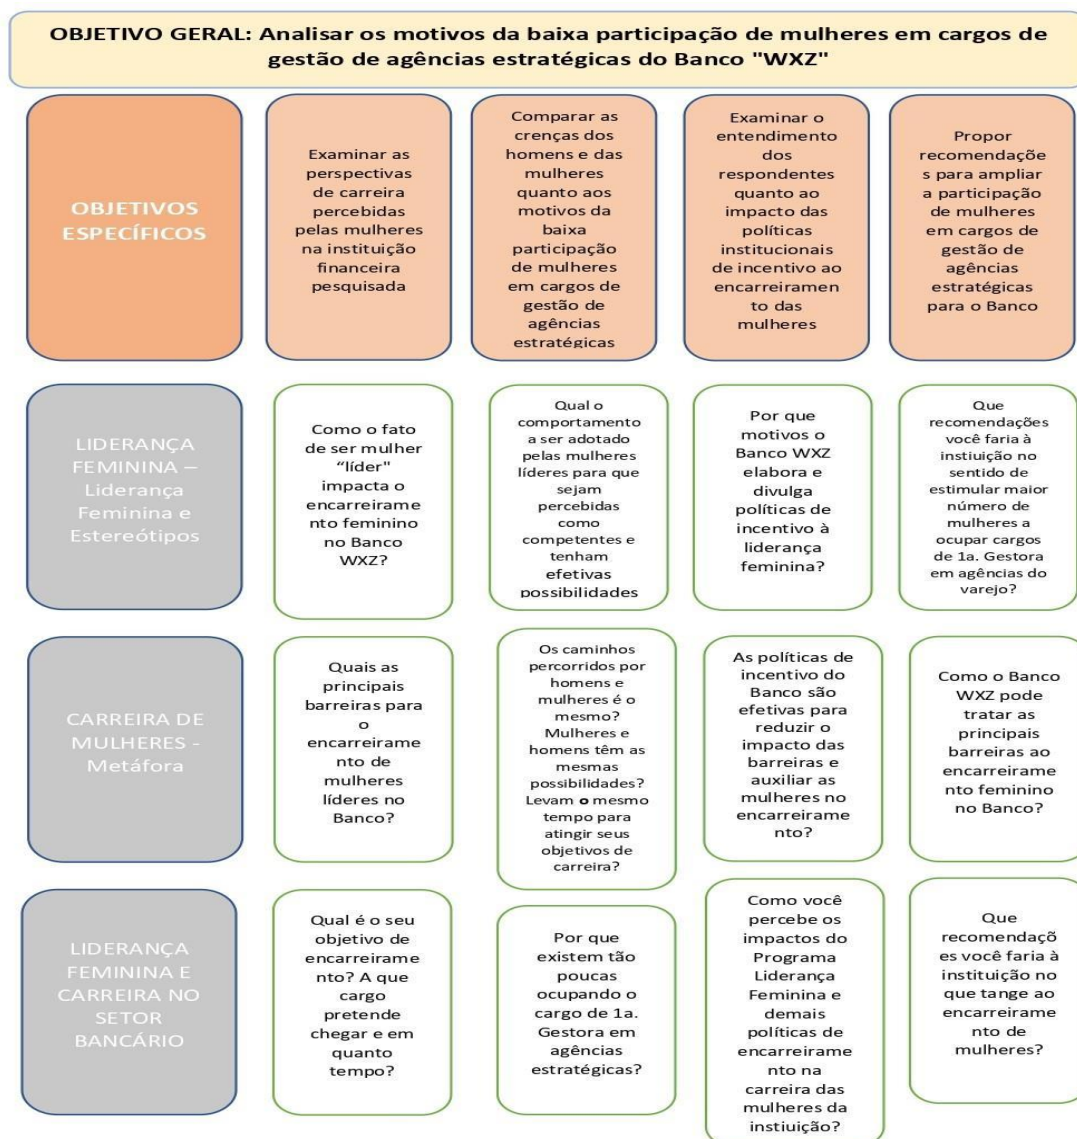 OBJETIVO GERAL: Analisar os motivos da baixa participação de mulheres em cargos de
gestão de agências estratégicas do Banco "WXZ"
OBJETIVOS
ESPECÍFICOS
Examinar as
perspectivas
de carreira
percebidas
pelas mulheres
na instituição
financeira
pesquisada
Comparar as
crenças dos
homens e das
mulheres
quanto aos
motivos da
baixa
participação
de mulheres
em cargos de
gestão de
agências
estratégicas
Examinar o
entendimento
dos
respondentes
quanto ao
impacto das
políticas
institucionais
de incentivo ao
encarreiramen
to das
mulheres
Propor
recomendaçõe
s para ampliar
a participação
de mulheres
em cargos de
gestão de
agências
estratégicas
para o Banco
LIDERANÇA
FEMININA –
Liderança
Feminina e
Estereótipos
Como o fato
de ser mulher
“líder"
impacta o
encarreirame
nto feminino
no Banco
WXZ?
Qual o
comportamento
a ser adotado
pelas mulheres
líderes para que
sejam
percebidas
como
competentes e
tenham
efetivas
possibilidades
Por que
motivos o
Banco WXZ
elabora e
divulga
políticas de
incentivo à
liderança
feminina?
Que
recomendações
você faria à
instiuição no
sentido de
estimular maior
número de
mulheres a
ocupar cargos
de 1a. Gestora
em agências do
varejo?
CARREIRA DE
MULHERES -
Metáfora
Quais as
principais
barreiras para
o
encarreirame
nto de
mulheres
líderes no
Banco?
Os caminhos
percorridos por
homens e
mulheres é o
mesmo?
Mulheres e
homens têm as
mesmas
possibilidades?
Levam o mesmo
tempo para
atingir seus
objetivos de
carreira?
As políticas de
incentivo do
Banco são
efetivas para
reduzir o
impacto das
barreiras e
auxiliar as
mulheres no
encarreirame
nto?
Como o Banco
WXZ pode
tratar as
principais
barreiras ao
encarreirame
nto feminino
no Banco?
LIDERANÇA
FEMININA E
CARREIRA NO
SETOR
BANCÁRIO
Qual é o seu
objetivo de
encarreirame
nto? A que
cargo
pretende
chegar e em
quanto
tempo?
Por que
existem tão
poucas
ocupando o
cargo de 1a.
Gestora em
agências
estratégicas?
Como você
percebe os
impactos do
Programa
Liderança
Feminina e
demais
políticas de
encarreirame
nto na
carreira das
mulheres da
instiuição?
Que
recomendaçõ
es você faria à
instituição no
que tange ao
encarreirame
nto de
mulheres?